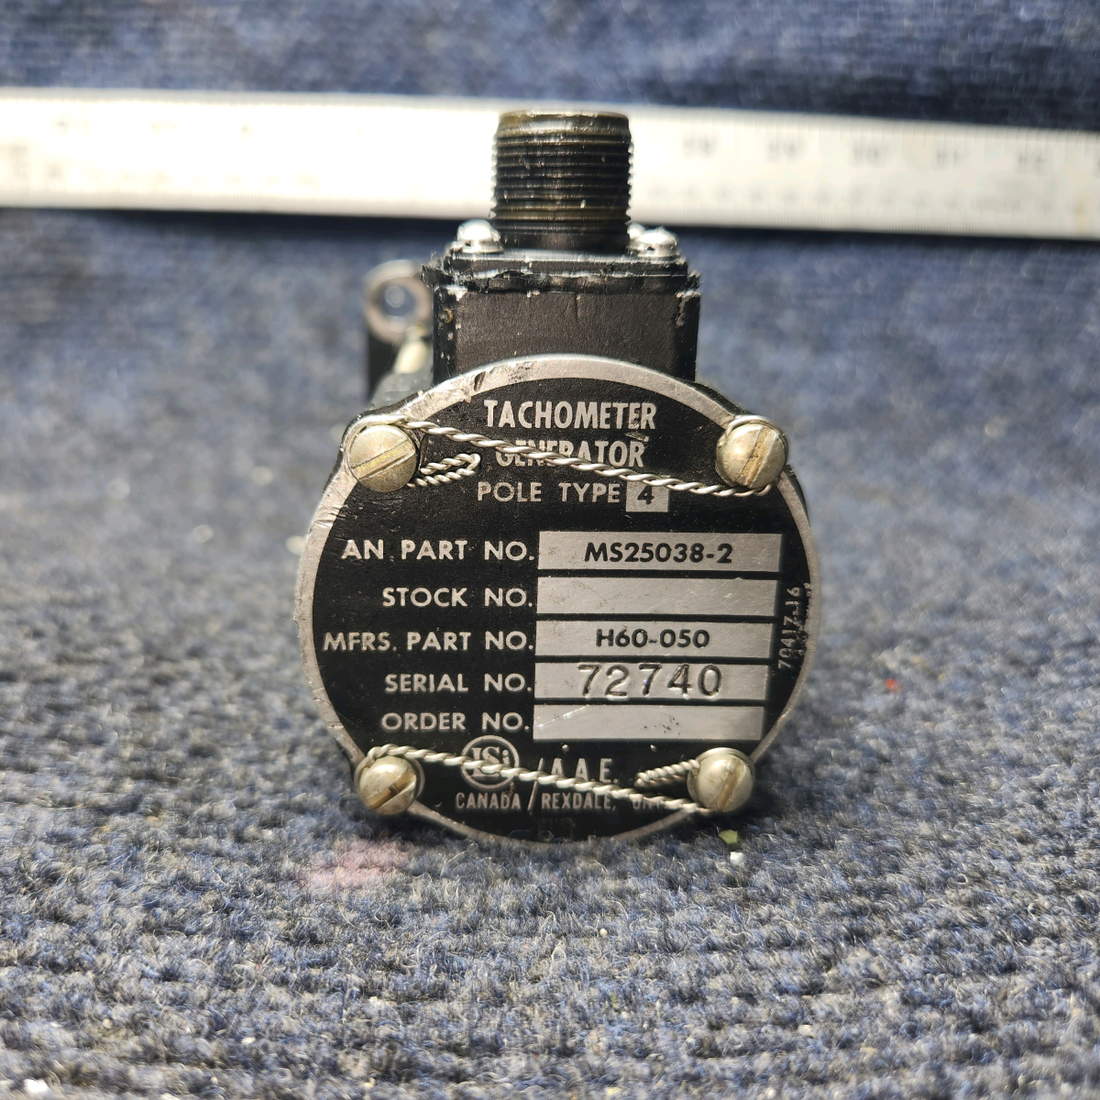 TACHOMETER
GENERATOR
POLE TYPE 4
AN PART NO. MS25038-2
STOCK NO.
MFRS. PART NO. H60-050
SERIAL NO. 72740
ORDER NO.
A.A.E.
CANADA / REXDALE,